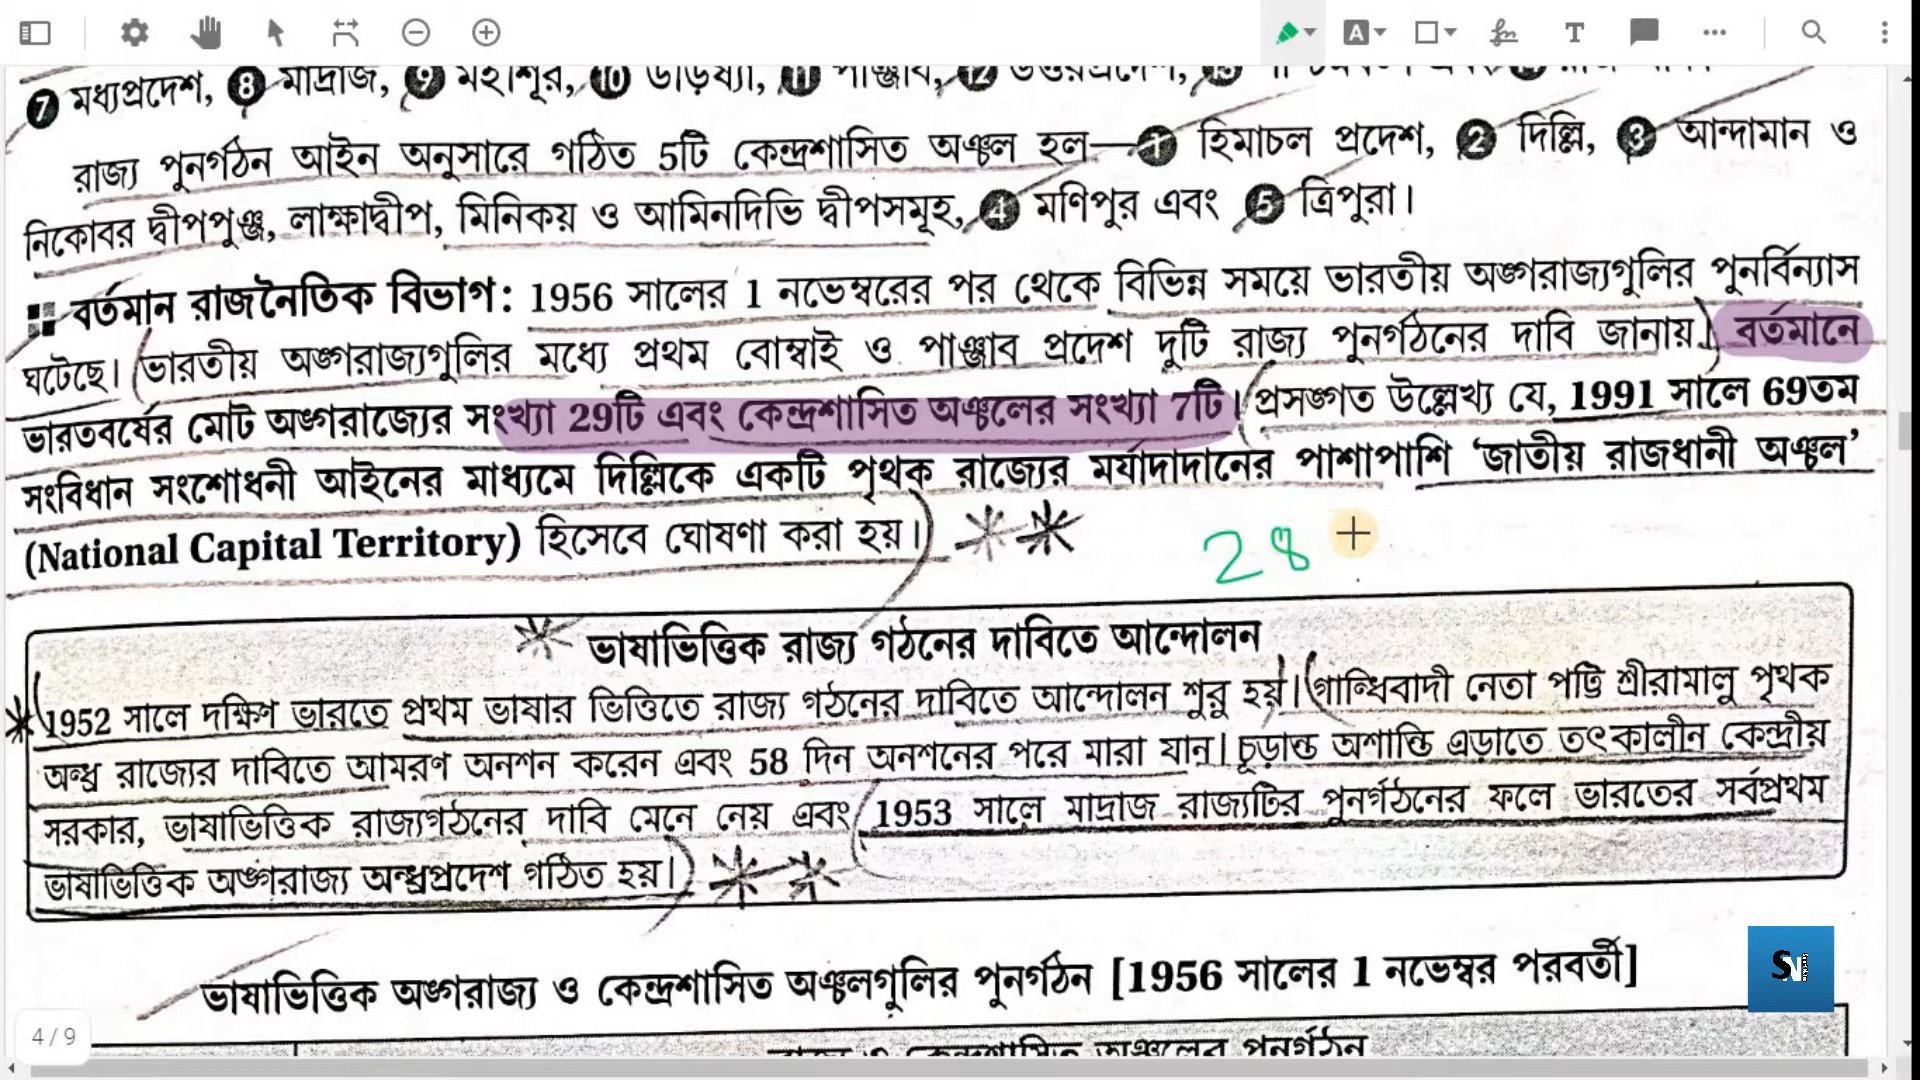 7 মধ্যপ্রদেশ, 8 মাদ্রাজ, 9 মহীশূর, 10 উড়িষ্যা, 11 পাঞ্জাব, 12 উত্তরপ্রদেশ,
রাজ্য পুনর্গঠন আইন অনুসারে গঠিত 5টি কেন্দ্রশাসিত অঞ্চল হল—1 হিমাচল প্রদেশ, 2 দিল্লি, 3 আন্দামান ও
নিকোবর দ্বীপপুঞ্জ, লাক্ষাদ্বীপ, মিনিকয় ও আমিনদিভি দ্বীপসমূহ, 4 মণিপুর এবং 5 ত্রিপুরা।
বর্তমান রাজনৈতিক বিভাগ: 1956 সালের 1 নভেম্বরের পর থেকে বিভিন্ন সময়ে ভারতীয় অঙ্গরাজ্যগুলির পুনর্বিন্যাস
ঘটেছে। ভারতীয় অঙ্গরাজ্যগুলির মধ্যে প্রথম বোম্বাই ও পাঞ্জাব প্রদেশ দুটি রাজ্য পুনর্গঠনের দাবি জানায়। বর্তমানে
ভারতবর্ষের মোট অঙ্গরাজ্যের সংখ্যা 29টি এবং কেন্দ্রশাসিত অঞ্চলের সংখ্যা 7টি। প্রসঙ্গত উল্লেখ্য যে, 1991 সালে 69তম
সংবিধান সংশোধনী আইনের মাধ্যমে দিল্লিকে একটি পৃথক রাজ্যের মর্যাদাদানের পাশাপাশি ‘জাতীয় রাজধানী অঞ্চল’
(National Capital Territory) হিসেবে ঘোষণা করা হয়।
28
ভাষাভিত্তিক রাজ্য গঠনের দাবিতে আন্দোলন
1952 সালে দক্ষিণ ভারতে প্রথম ভাষার ভিত্তিতে রাজ্য গঠনের দাবিতে আন্দোলন শুরু হয়। গান্ধিবাদী নেতা পট্টি শ্রীরামালু পৃথক
অন্ধ্র রাজ্যের দাবিতে আমরণ অনশন করেন এবং 58 দিন অনশনের পরে মারা যান। চূড়ান্ত অশান্তি এড়াতে তৎকালীন কেন্দ্রীয়
সরকার, ভাষাভিত্তিক রাজ্যগঠনের দাবি মেনে নেয় এবং 1953 সালে মাদ্রাজ রাজ্যটির পুনর্গঠনের ফলে ভারতের সর্বপ্রথম
ভাষাভিত্তিক অঙ্গরাজ্য অন্ধ্রপ্রদেশ গঠিত হয়।
ভাষাভিত্তিক অঙ্গরাজ্য ও কেন্দ্রশাসিত অঞ্চলগুলির পুনর্গঠন [1956 সালের 1 নভেম্বর পরবর্তী]
4 / 9